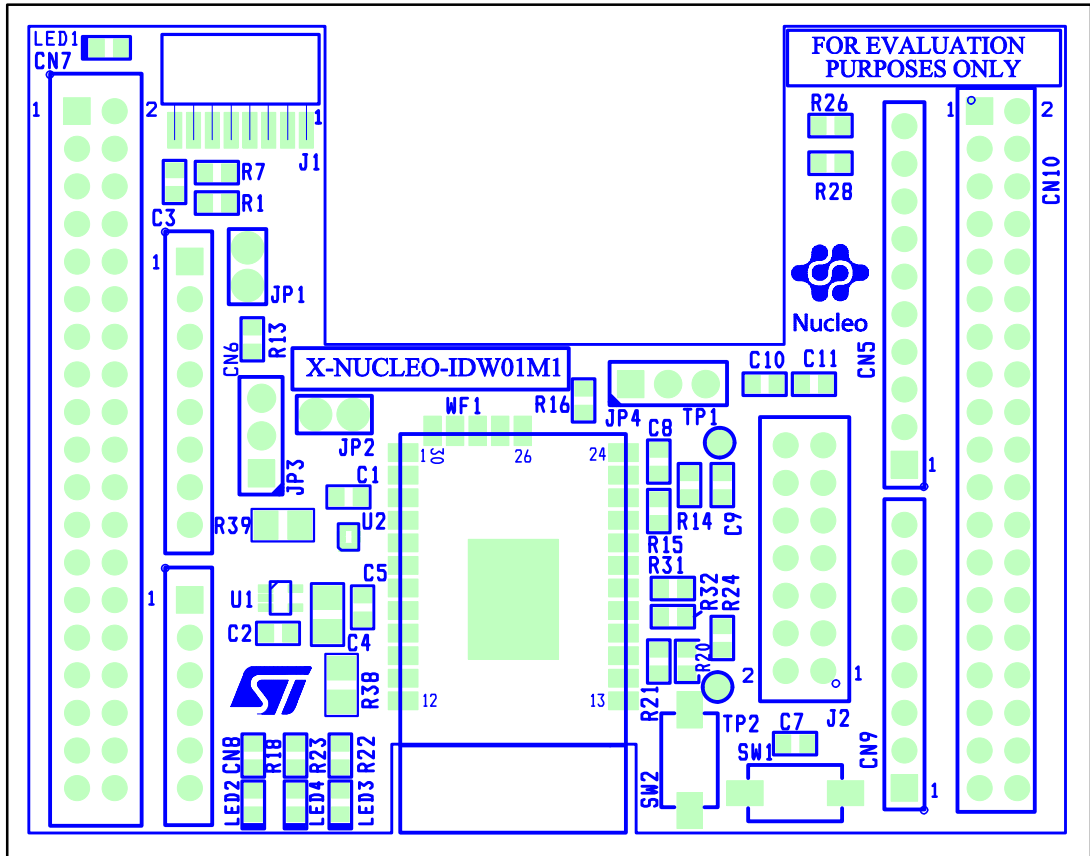 LED1
CN7
FOR EVALUATION
PURPOSES ONLY
1
2
1
J1
R26
R28
1
2
CN10
R7
R1
C3
1
JP1
Nucleo
R13
CN6
X-NUCLEO-IDW01M1
C10
C11
CN5
R16
JP4
TP1
WF1
JP2
JP3
1
30
26
24
C8
C1
R39
U2
R14
C9
R15
1
R31
R32
R24
1
U1
C5
C2
C4
ST
R38
12
13
R21
R20
2
1
TP2
J2
C7
SW1
SW2
CN9
1
CN8
R18
R23
R22
LED2
LED4
LED3